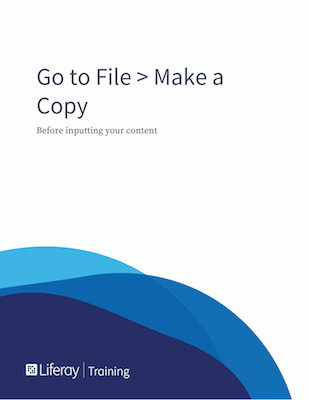 Go to File > Make a
Copy
Before inputting your content
Liferay | Training